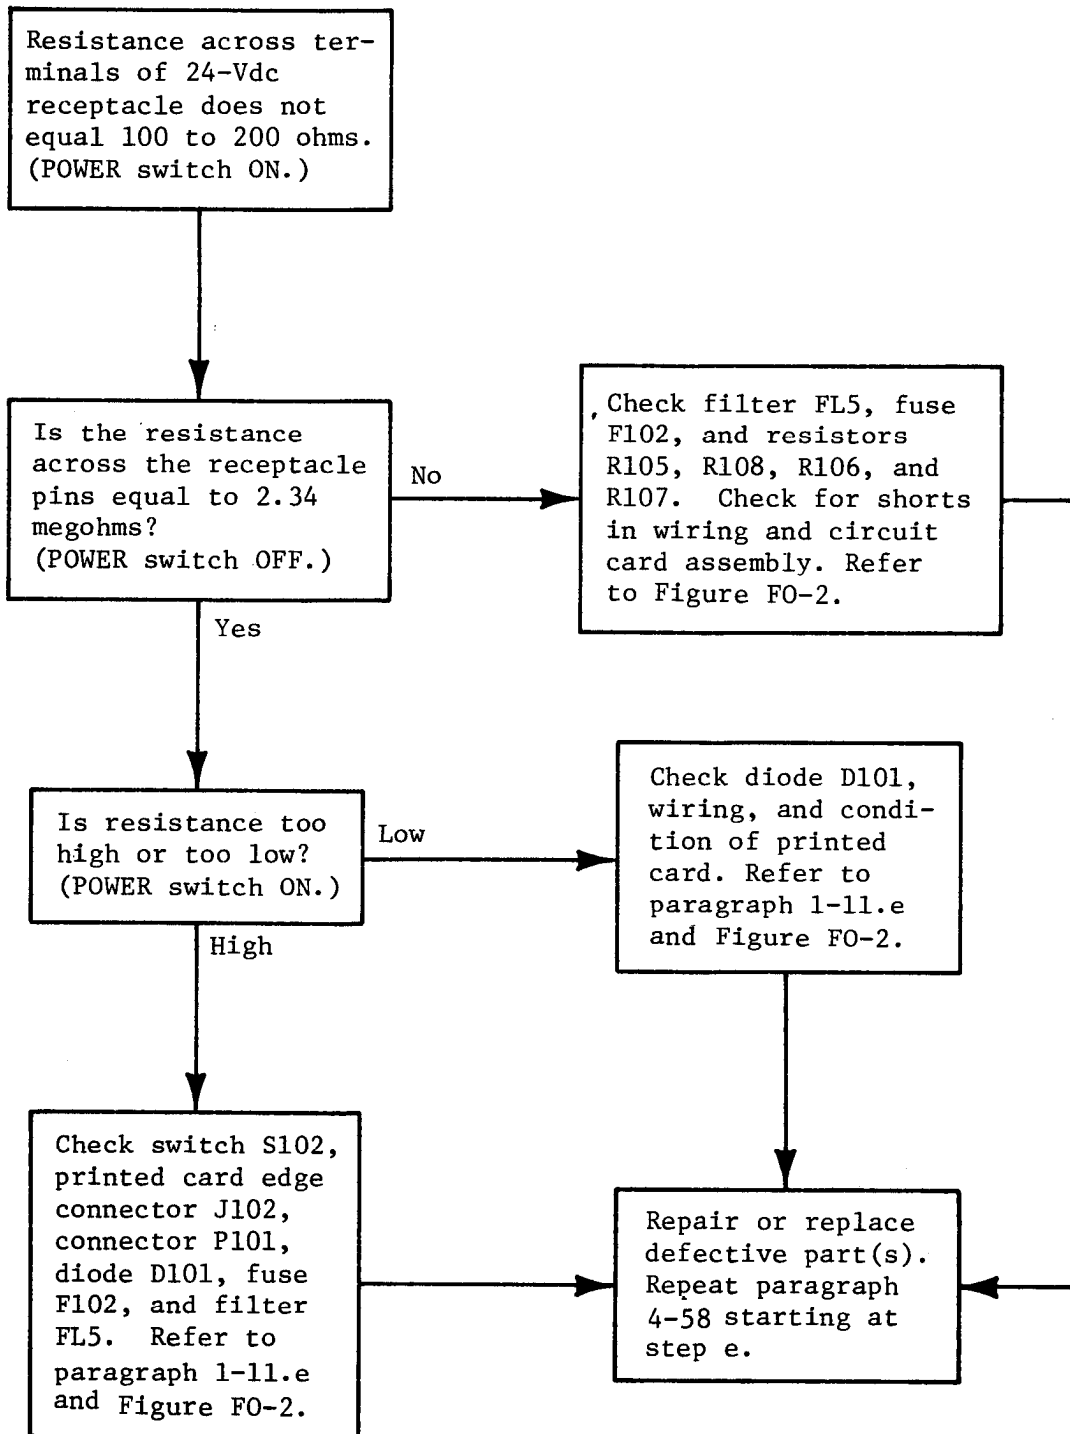 Resistance across ter-
minals of 24-Vdc
receptacle does not
equal 100 to 200 ohms.
(POWER switch ON.)
Is the resistance
across the receptacle
pins equal to 2.34
megohms?
(POWER switch OFF.)
No
Check filter FL5, fuse
F102, and resistors
R105, R108, R106, and
R107. Check for shorts
in wiring and circuit
card assembly. Refer
to Figure FO-2.
Yes
Is resistance too
high or too low?
(POWER switch ON.)
Low
Check diode D101,
wiring, and condi-
tion of printed
card. Refer to
paragraph 1-11.e
and Figure FO-2.
High
Check switch S102,
printed card edge
connector J102,
connector P101,
diode D101, fuse
F102, and filter
FL5. Refer to
paragraph 1-11.e
and Figure FO-2.
Repair or replace
defective part(s).
Repeat paragraph
4-58 starting at
step e.